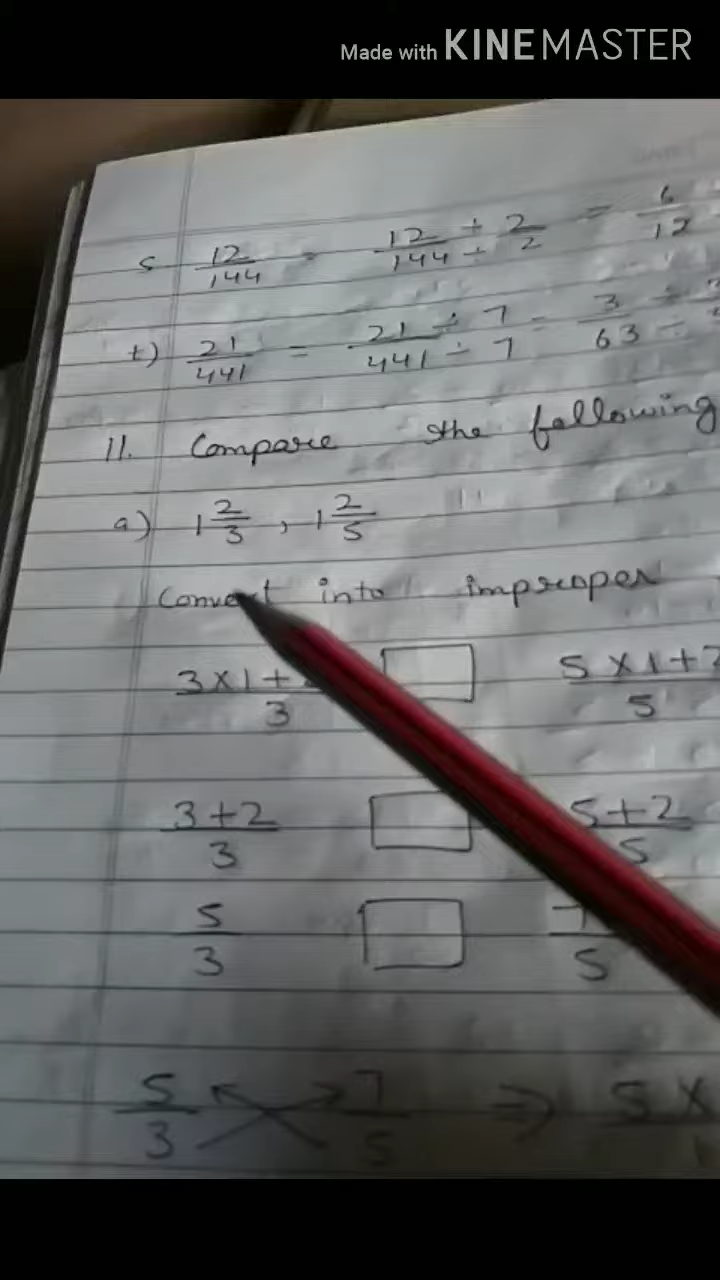 Made with KINEMASTER
s 12/144 = 12 ÷ 2 / 144 ÷ 2 = 6/12
t) 21/441 = 21 ÷ 7 / 441 ÷ 7 = 3 ÷ / 63 ÷
11. Compare the following
a) 1 2/3 , 1 2/5
Convert into improper
3×1+ / 3 □ 5×1+2 / 5
3+2 / 3 □ 5+2 / 5
5/3 □ 7/5
5/3 7/5 ⇒ 5×